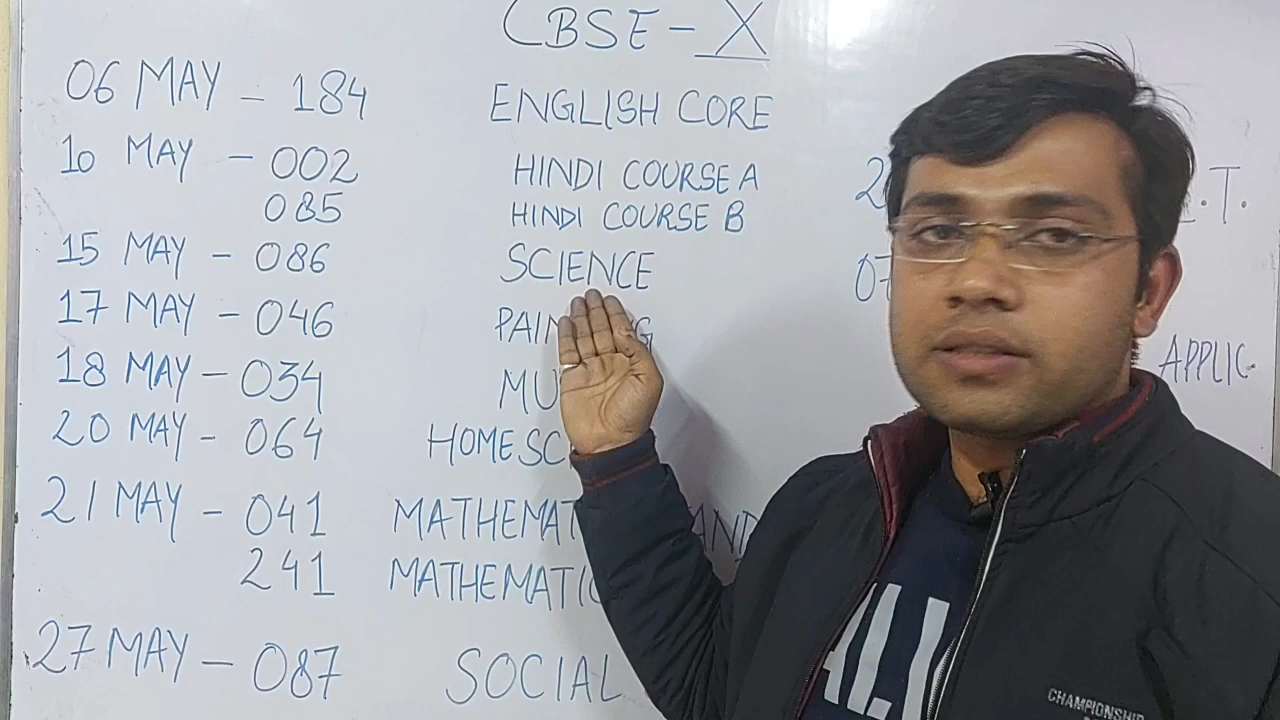 CBSE - X
06 MAY - 184 ENGLISH CORE
10 MAY - 002 HINDI COURSE A
085 HINDI COURSE B
15 MAY - 086 SCIENCE
17 MAY - 046
18 MAY - 034
20 MAY - 064 HOME
21 MAY - 041
241
27 MAY - 087 SOCIAL
APPLIC.
CHAMPIONSHIP